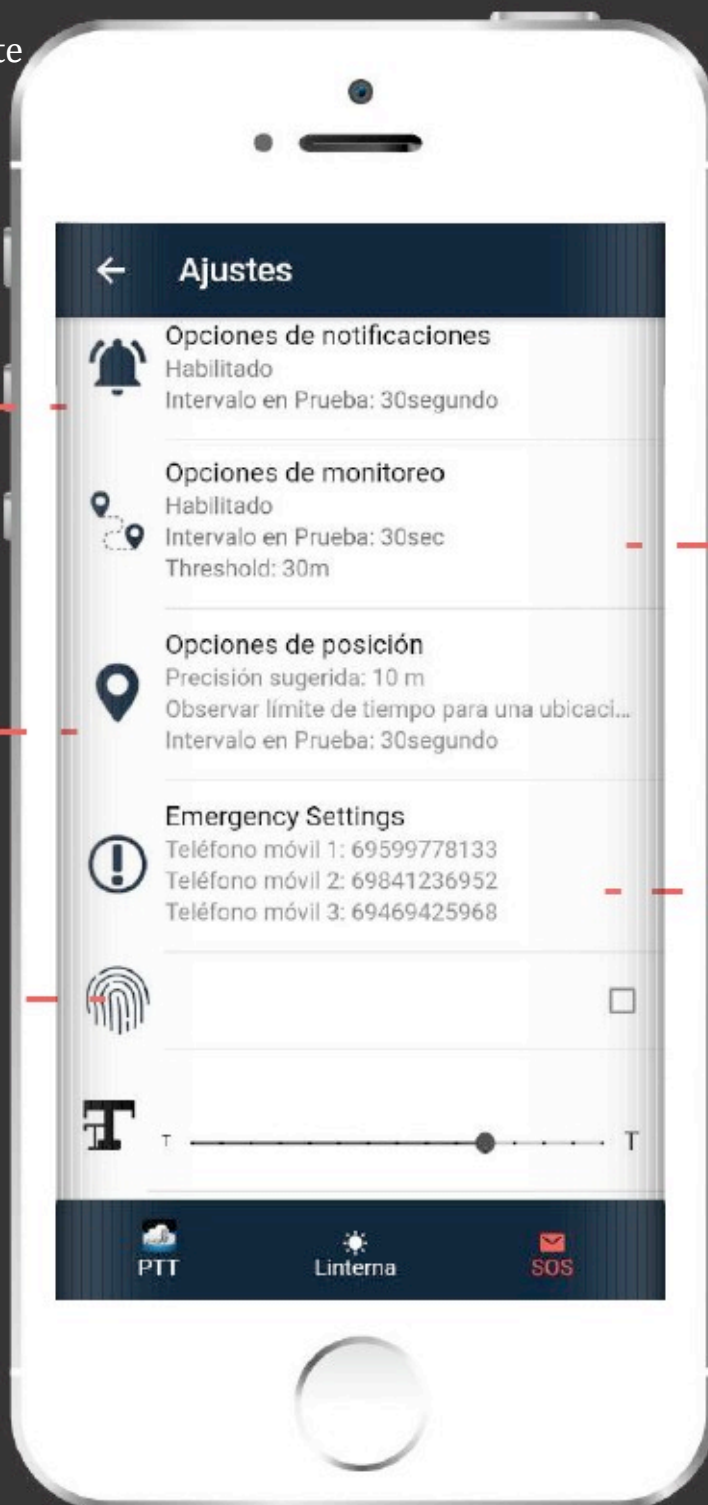 te
Ajustes
Opciones de notificaciones
Habilitado
Intervalo en Prueba: 30segundo
Opciones de monitoreo
Habilitado
Intervalo en Prueba: 30sec
Threshold: 30m
Opciones de posición
Precisión sugerida: 10 m
Observar límite de tiempo para una ubicaci...
Intervalo en Prueba: 30segundo
Emergency Settings
Teléfono móvil 1: 69599778133
Teléfono móvil 2: 69841236952
Teléfono móvil 3: 69469425968
T T
PTT Linterna SOS